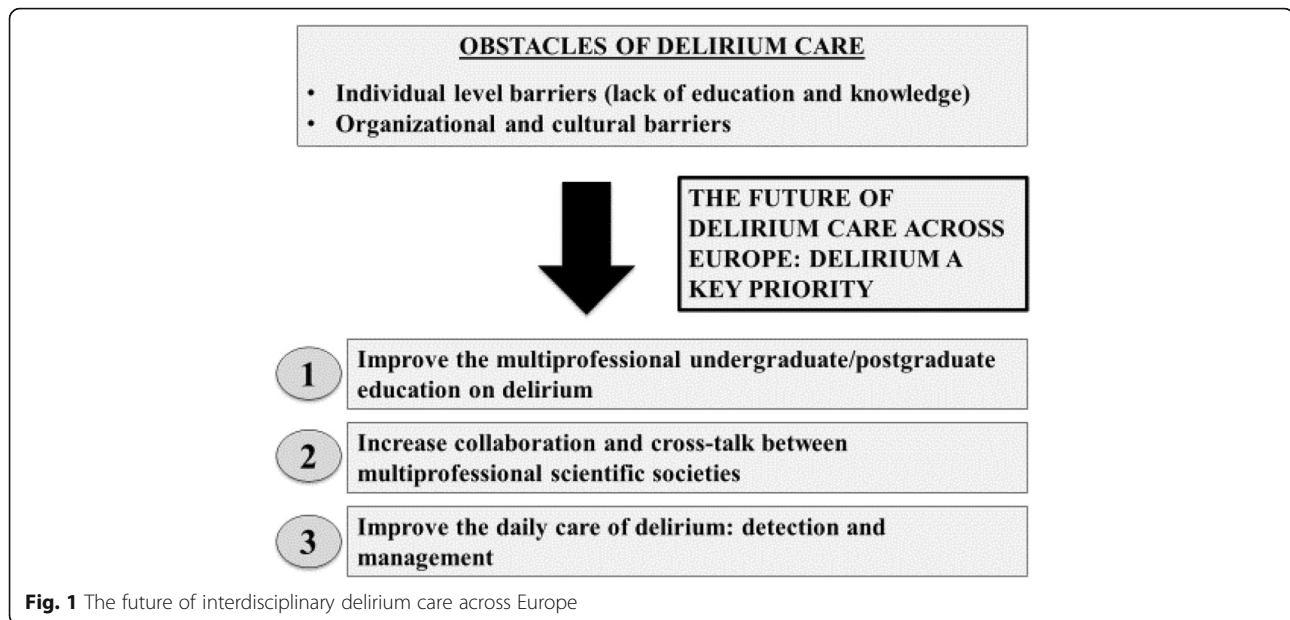 OBSTACLES OF DELIRIUM CARE
• Individual level barriers (lack of education and knowledge)
• Organizational and cultural barriers
THE FUTURE OF
DELIRIUM CARE ACROSS
EUROPE: DELIRIUM A
KEY PRIORITY
1
Improve the multiprofessional undergraduate/postgraduate
education on delirium
2
Increase collaboration and cross-talk between
multiprofessional scientific societies
3
Improve the daily care of delirium: detection and
management
Fig. 1 The future of interdisciplinary delirium care across Europe